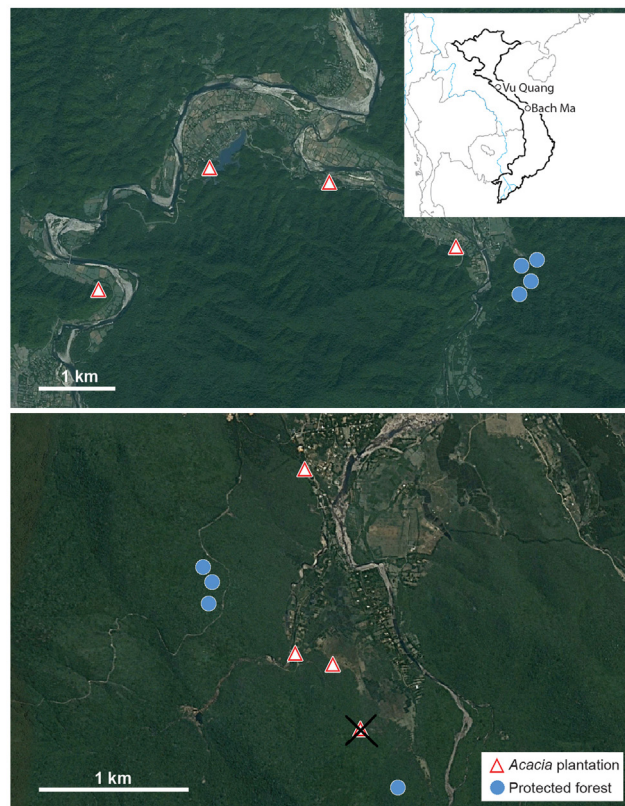 Vu Quang
Bach Ma
1 km
1 km
Acacia plantation
Protected forest